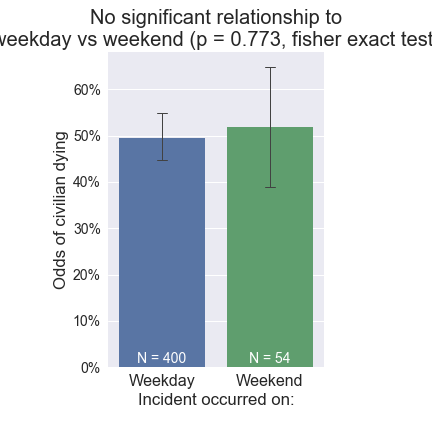 No significant relationship to
weekday vs weekend (p = 0.773, fisher exact test
Odds of civilian dying
60%
50%
40%
30%
20%
10%
0%
N = 400
N = 54
Weekday
Weekend
Incident occurred on: